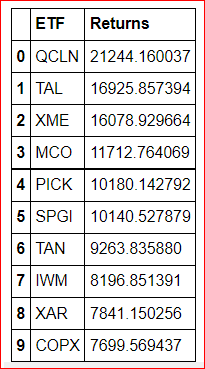 ETF Returns
0 QCLN 21244.160037
1 TAL 16925.857394
2 XME 16078.929664
3 MCO 11712.764069
4 PICK 10180.142792
5 SPGI 10140.527879
6 TAN 9263.835880
7 IWM 8196.851391
8 XAR 7841.150256
9 COPX 7699.569437